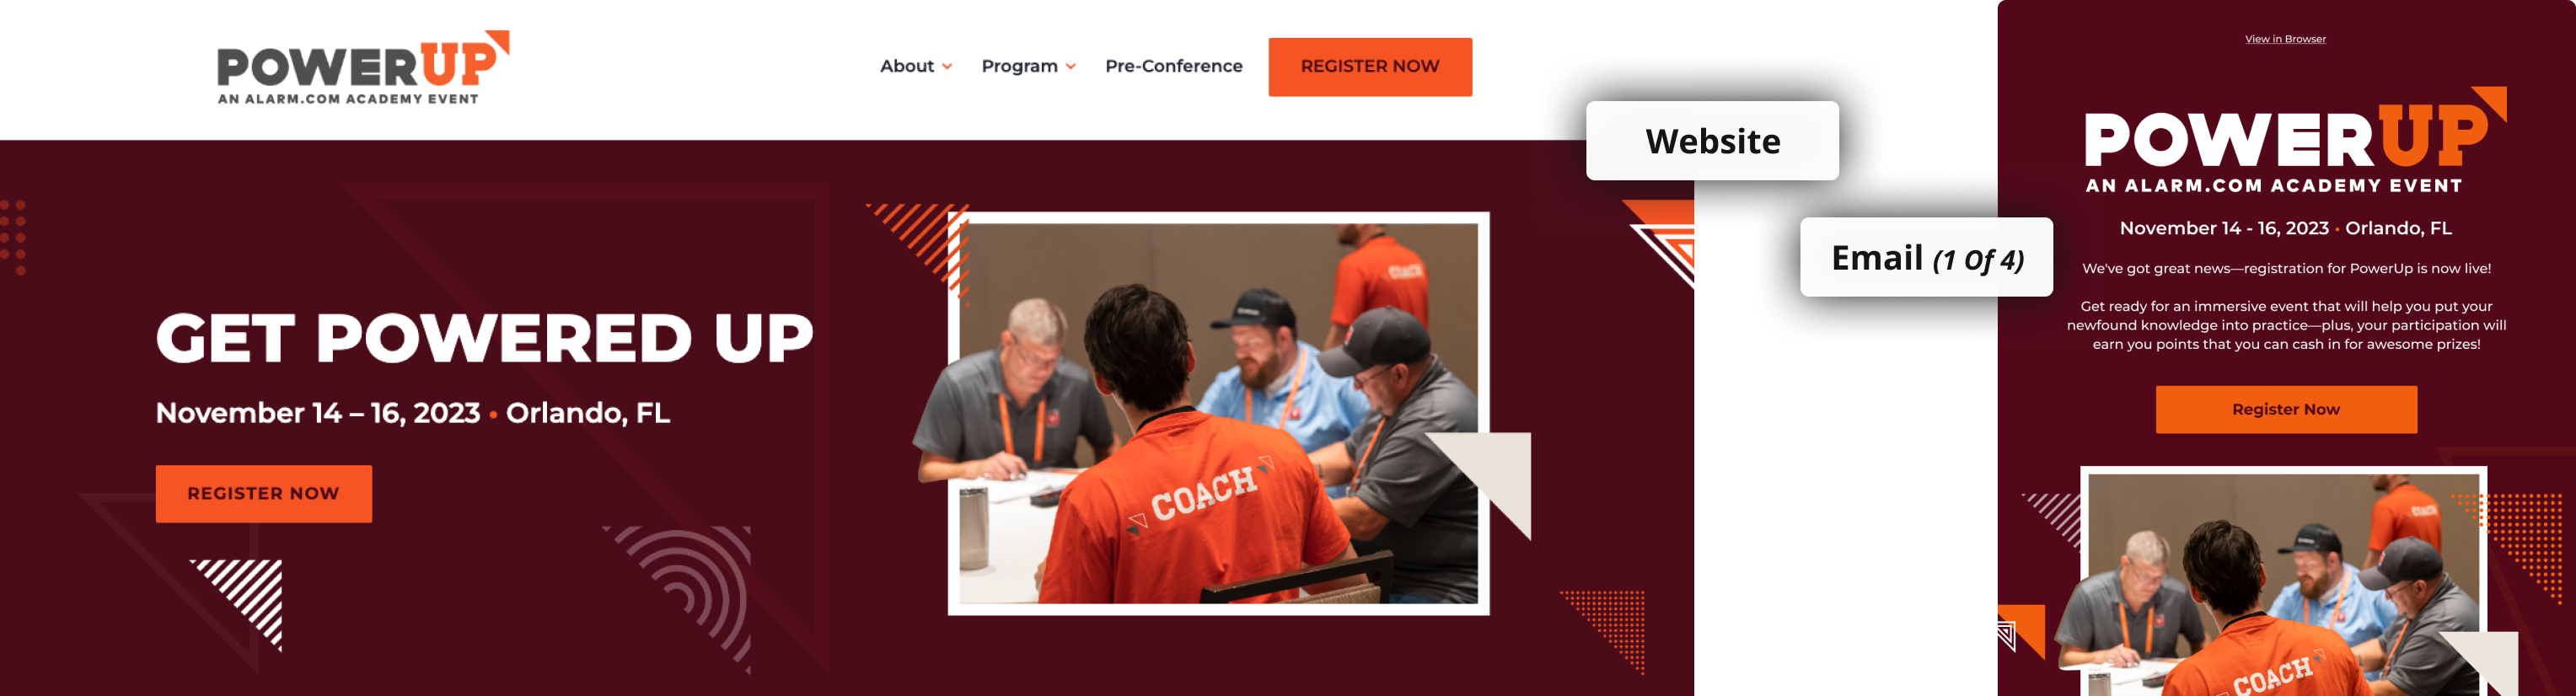 POWERUP
AN ALARM.COM ACADEMY EVENT
About
Program
Pre-Conference
REGISTER NOW
GET POWERED UP
November 14 – 16, 2023 • Orlando, FL
REGISTER NOW
COACH
COACH
Website
Email (1 Of 4)
View in Browser
POWERUP
AN ALARM.COM ACADEMY EVENT
November 14 - 16, 2023 • Orlando, FL
We've got great news—registration for PowerUp is now live!
Get ready for an immersive event that will help you put your
newfound knowledge into practice—plus, your participation will
earn you points that you can cash in for awesome prizes!
Register Now
COACH
COACH